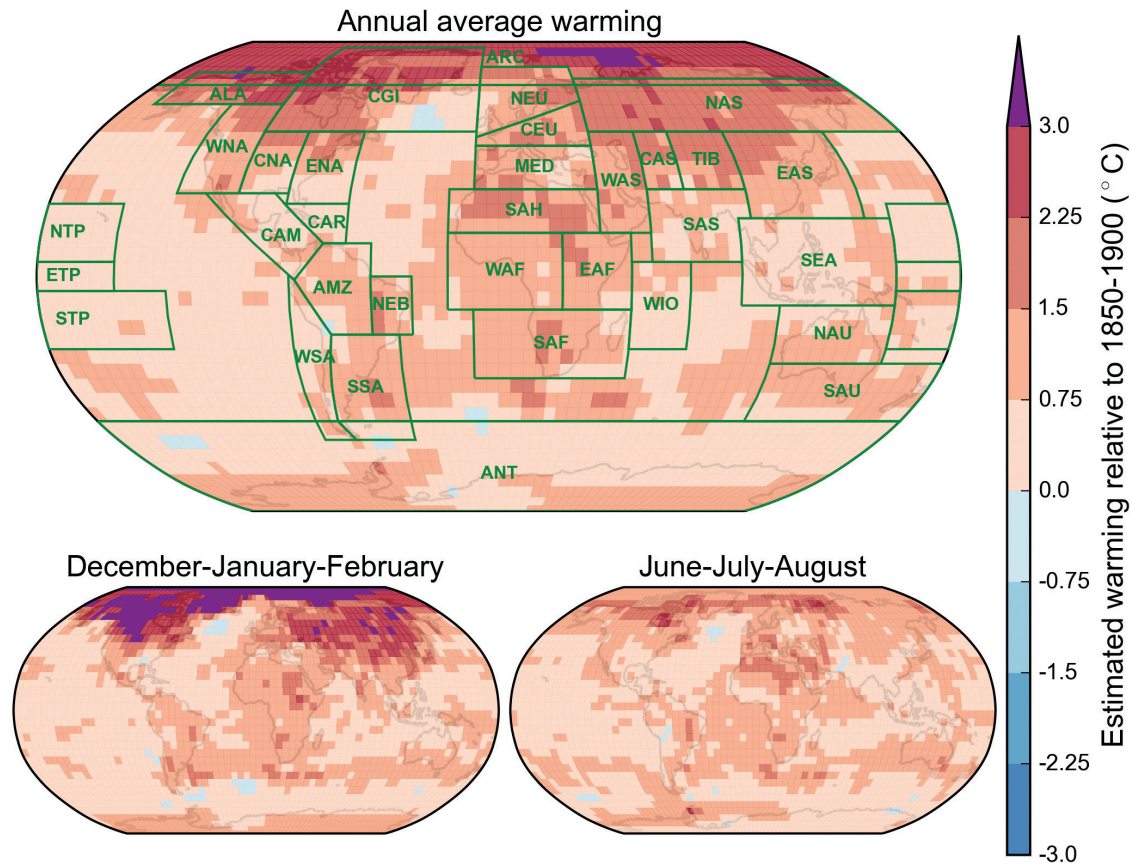 Annual average warming
ARC
ALA
CGI
NEU
NAS
CEU
WNA
CNA
ENA
MED
WAS
CAS
TIB
EAS
SAH
SAS
NTP
CAR
CAM
ETP
AMZ
WAF
EAF
SEA
NEB
WIO
STP
WSA
SAF
NAU
SSA
SAU
ANT
3.0
2.25
1.5
0.75
0.0
-0.75
-1.5
-2.25
-3.0
Estimated warming relative to 1850-1900 (°C)
December-January-February
June-July-August